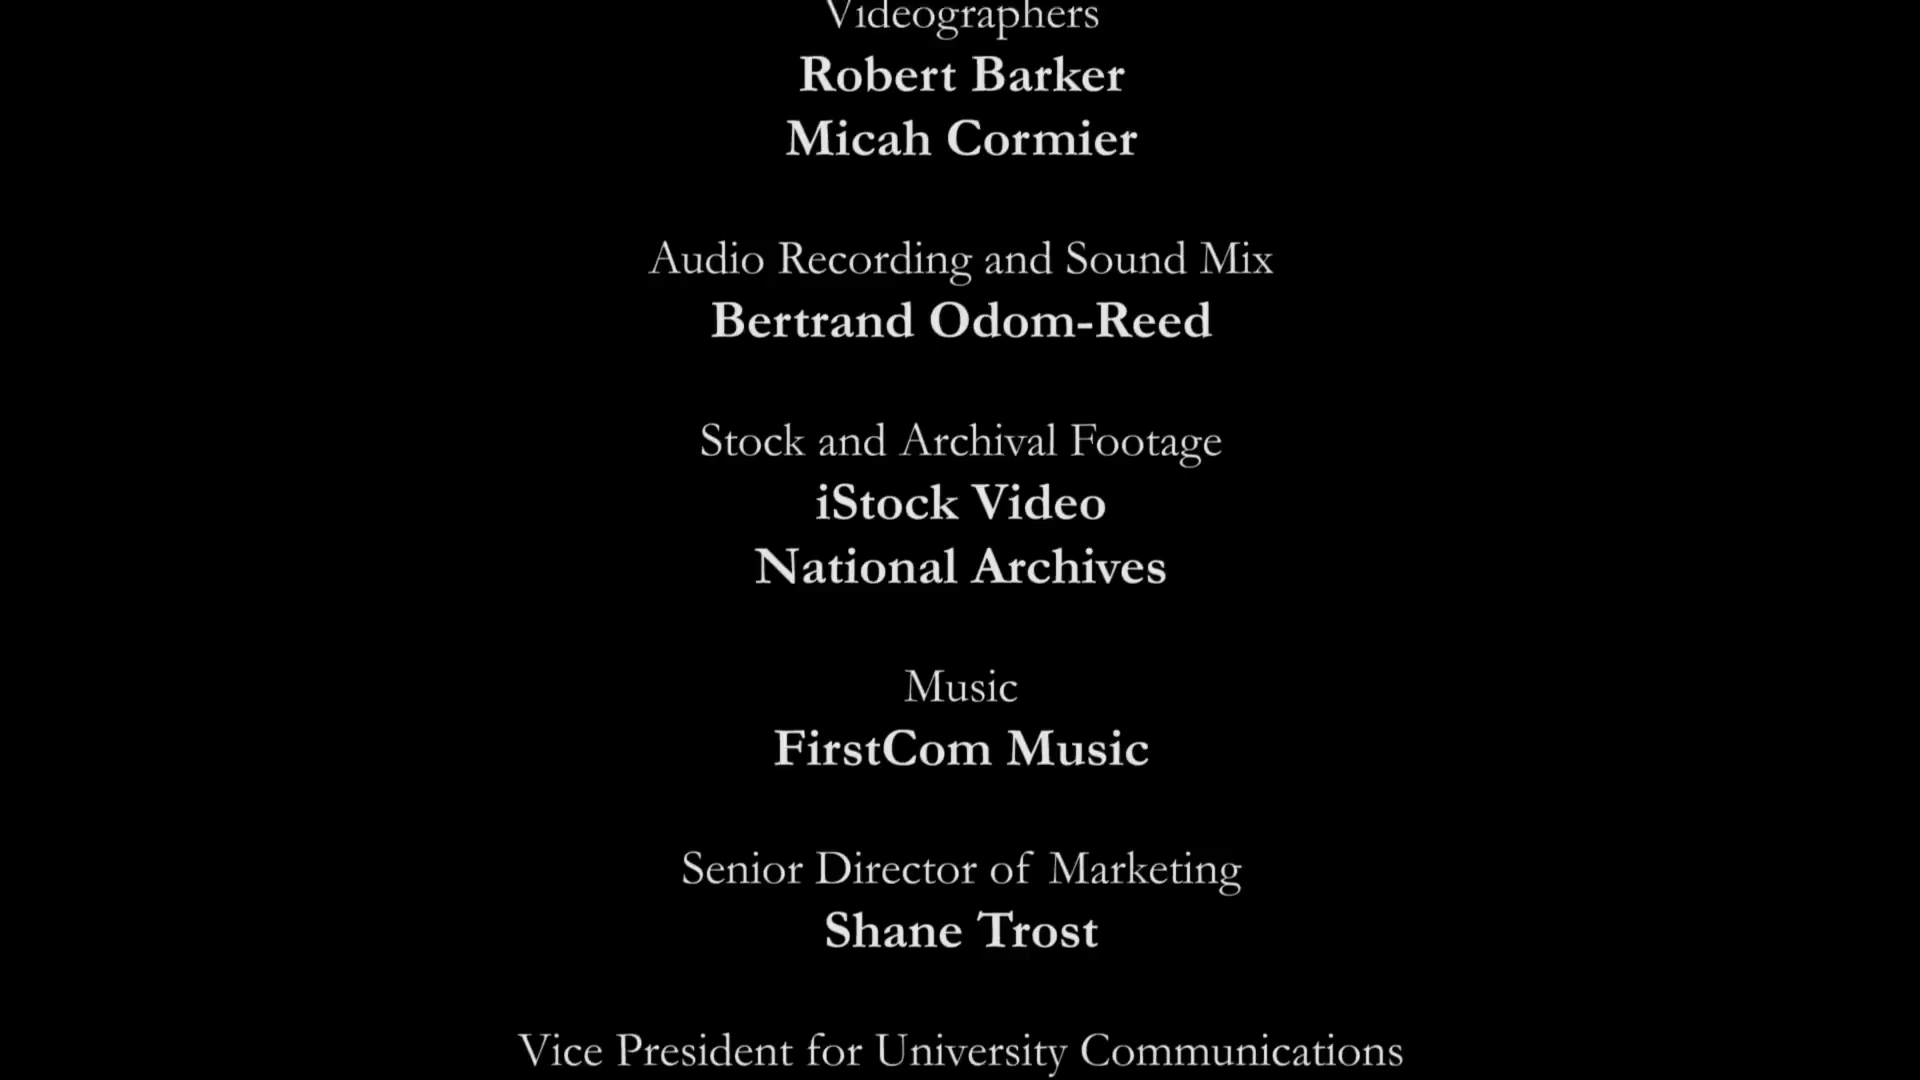 Videographers
Robert Barker
Micah Cormier
Audio Recording and Sound Mix
Bertrand Odom-Reed
Stock and Archival Footage
iStock Video
National Archives
Music
FirstCom Music
Senior Director of Marketing
Shane Trost
Vice President for University Communications